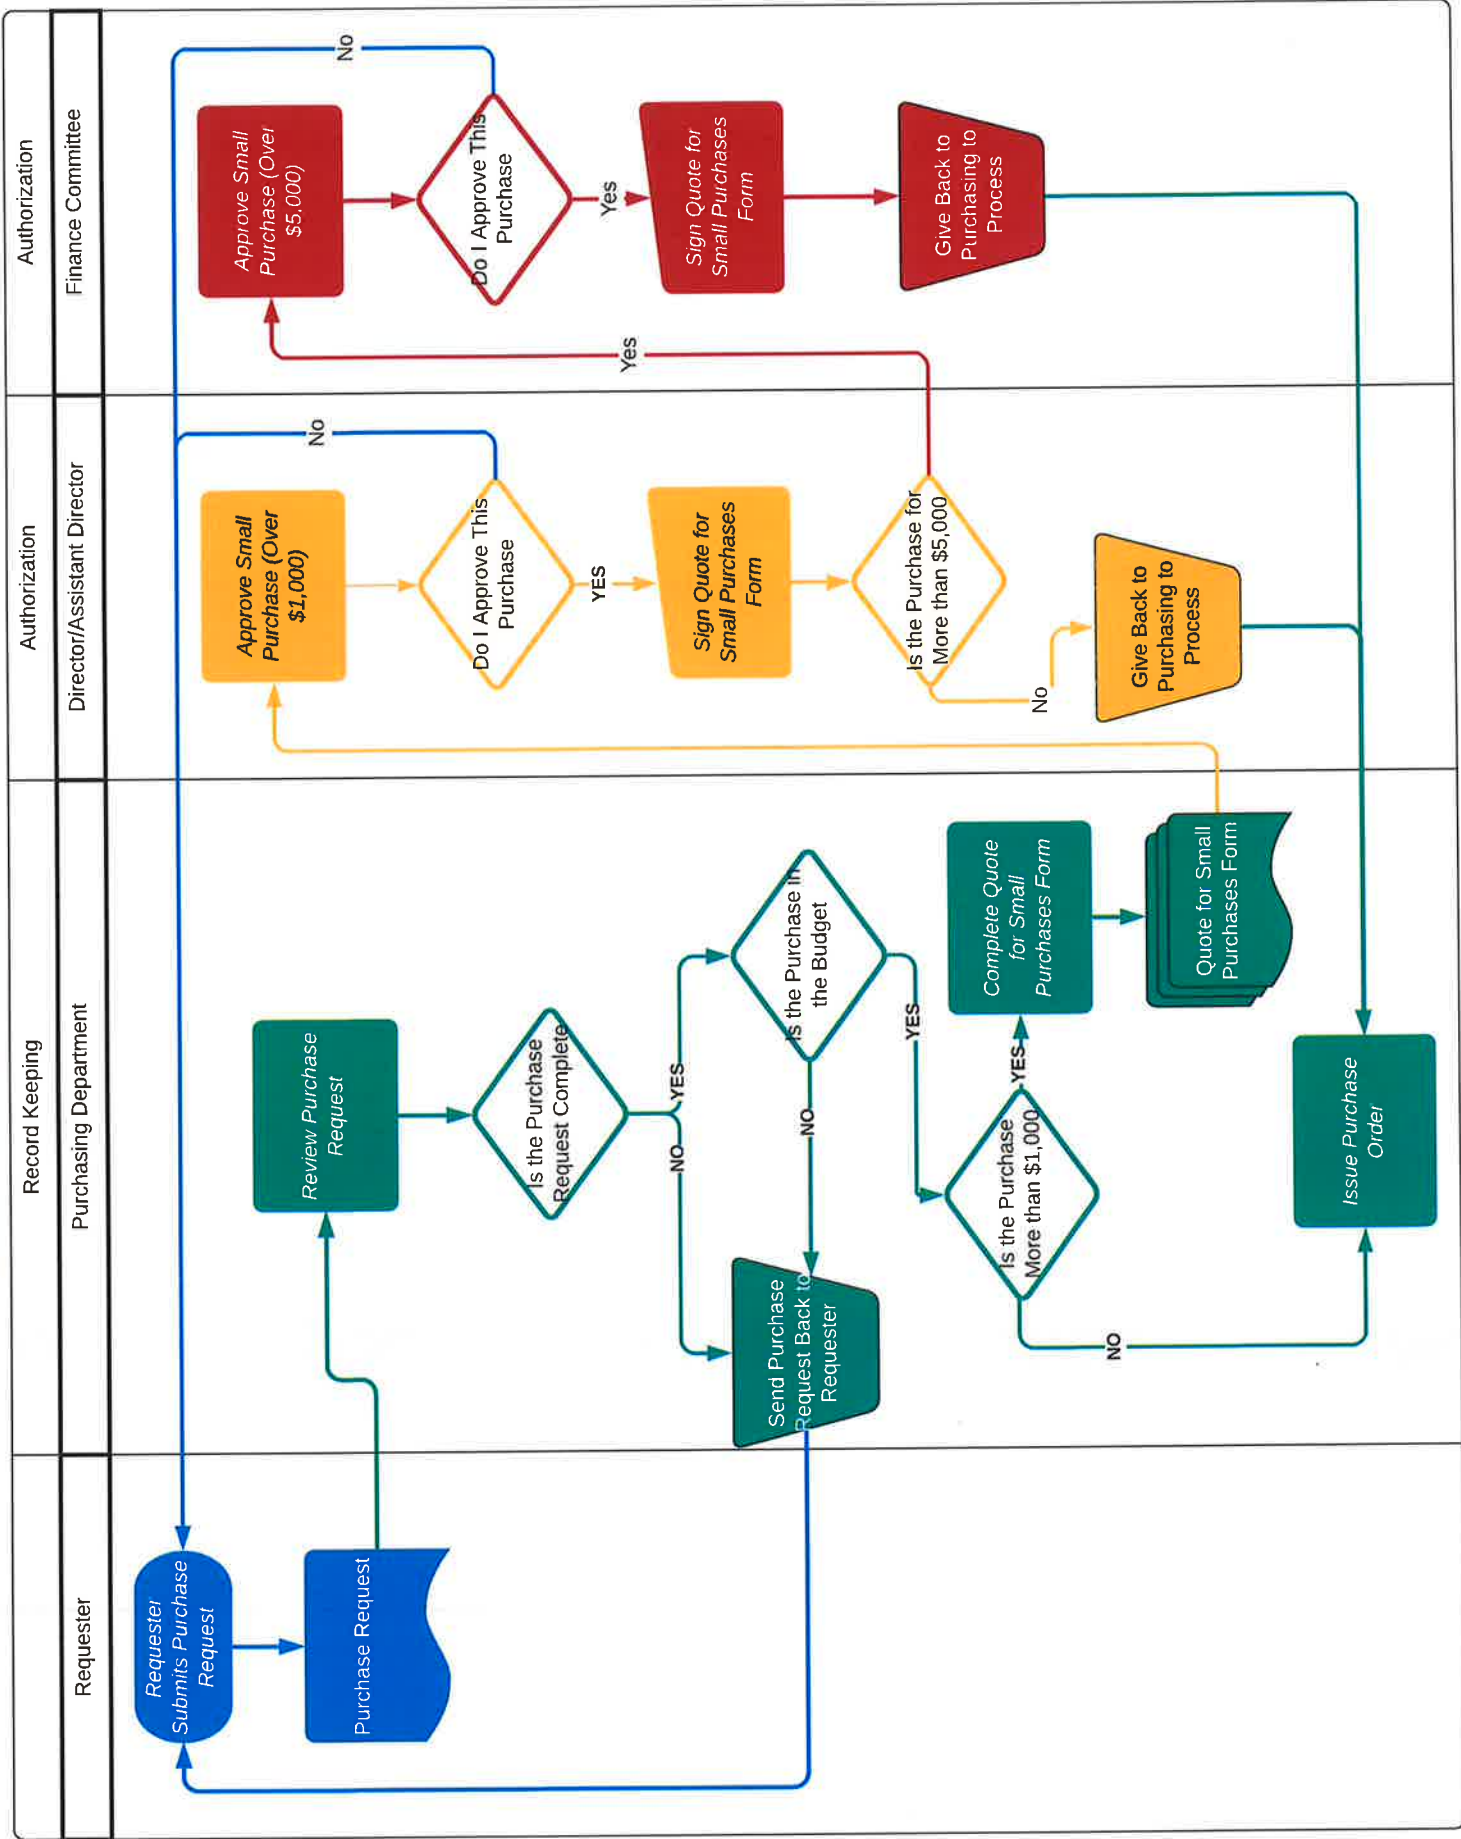 Record Keeping
Authorization
Authorization
Requester
Purchasing Department
Director/Assistant Director
Finance Committee
Requester
Submits Purchase
Request
Purchase Request
Review Purchase
Request
Is the Purchase
Request Complete
NO
YES
Send Purchase
Request Back to
Requester
NO
Is the Purchase in
the Budget
YES
Is the Purchase
More than $1,000
YES
NO
Complete Quote
for Small
Purchases Form
Quote for Small
Purchases Form
Issue Purchase
Order
Approve Small
Purchase (Over
$1,000)
Do I Approve This
Purchase
No
YES
Sign Quote for
Small Purchases
Form
Is the Purchase for
More than $5,000
No
Yes
Give Back to
Purchasing to
Process
Approve Small
Purchase (Over
$5,000)
Do I Approve This
Purchase
No
Yes
Sign Quote for
Small Purchases
Form
Give Back to
Purchasing to
Process